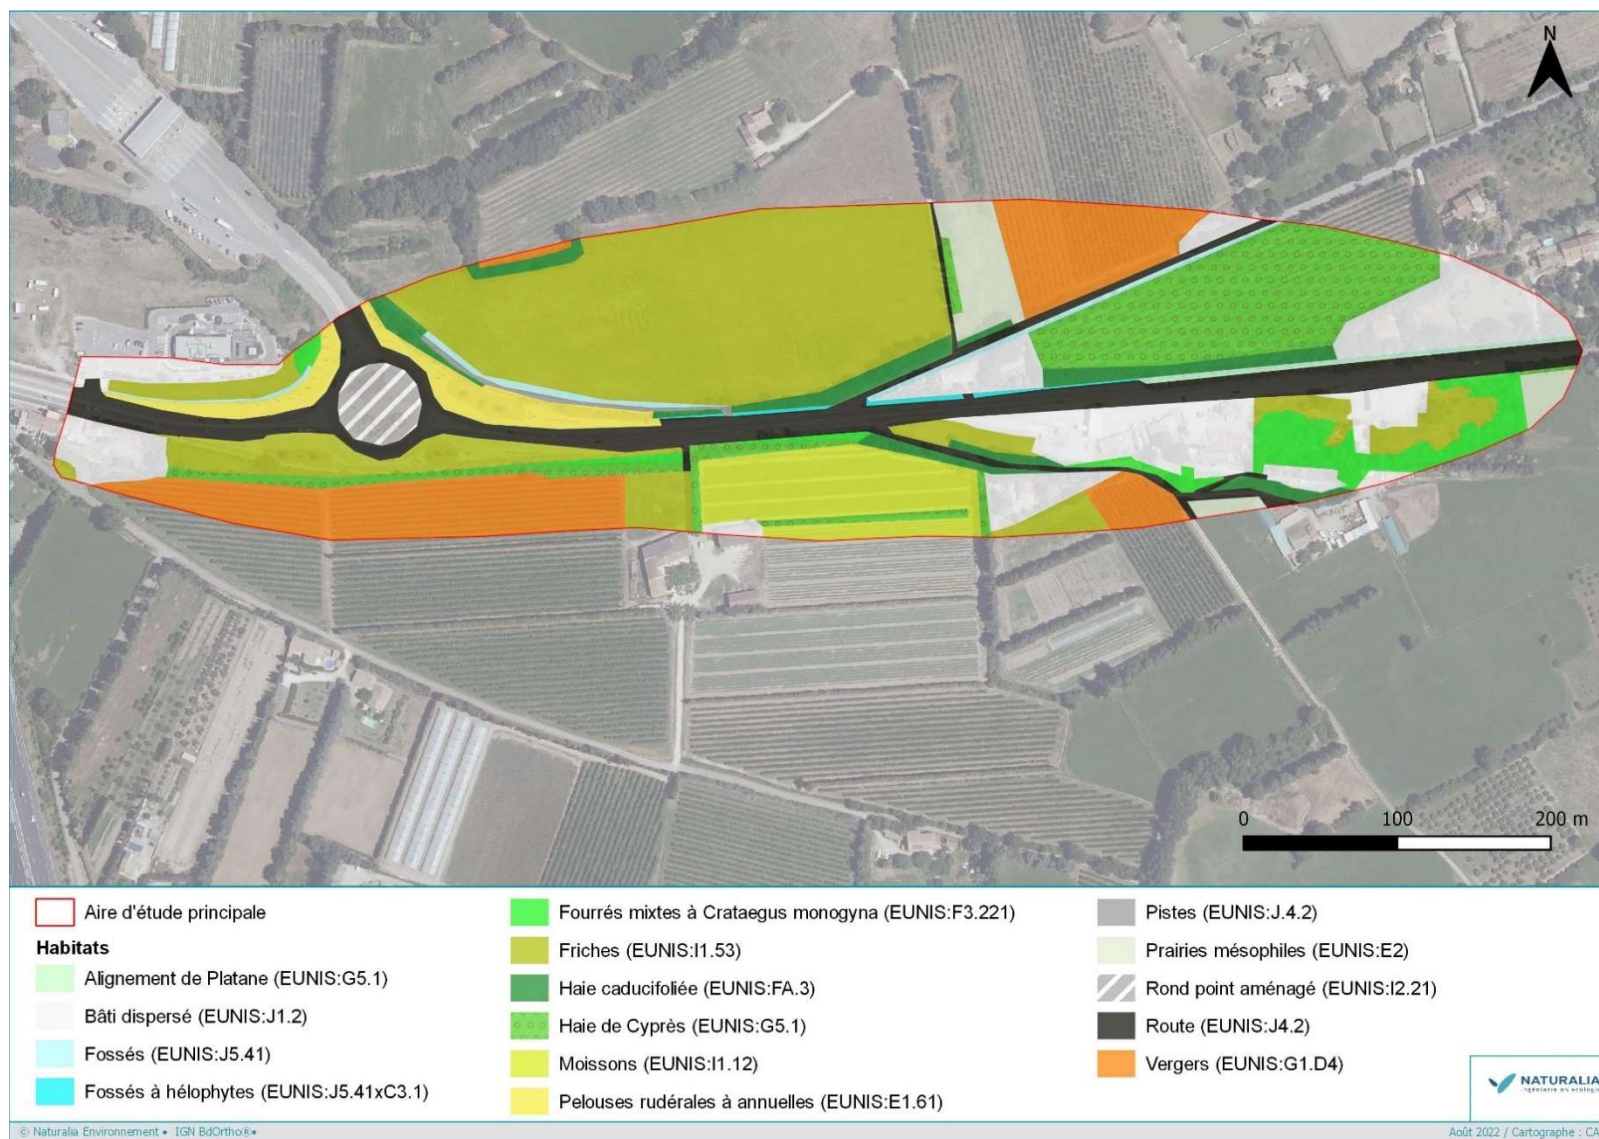 N
0 100 200 m
Aire d'étude principale
Habitats
Alignement de Platane (EUNIS:G5.1)
Bâti dispersé (EUNIS:J1.2)
Fossés (EUNIS:J5.41)
Fossés à hélophytes (EUNIS:J5.41xC3.1)
Fourrés mixtes à Crataegus monogyna (EUNIS:F3.221)
Friches (EUNIS:I1.53)
Haie caducifoliée (EUNIS:FA.3)
Haie de Cyprès (EUNIS:G5.1)
Moissons (EUNIS:I1.12)
Pelouses rudérales à annuelles (EUNIS:E1.61)
Pistes (EUNIS:J.4.2)
Prairies mésophiles (EUNIS:E2)
Rond point aménagé (EUNIS:I2.21)
Route (EUNIS:J4.2)
Vergers (EUNIS:G1.D4)
NATURALIA
Ingénierie en écologie
© Naturalia Environnement • IGN BdOrtho®•
Août 2022 / Cartographe : CA